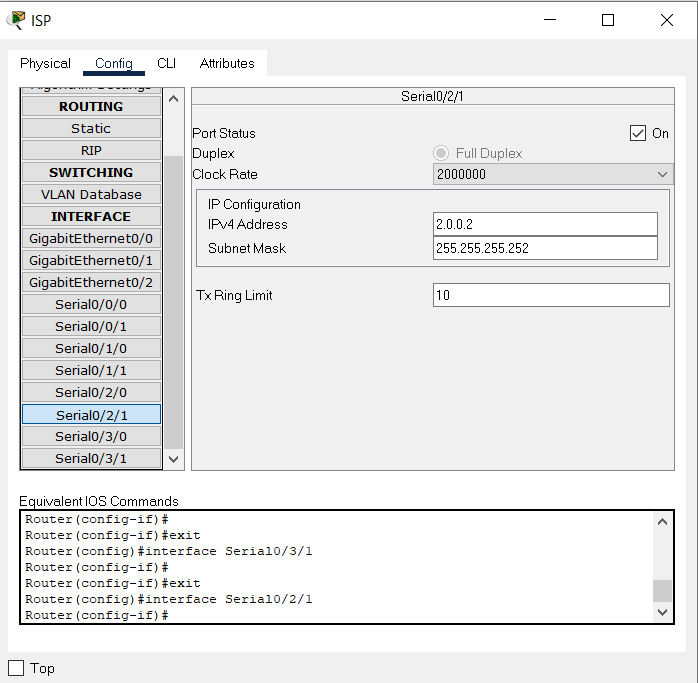 ISP
Physical Config CLI Attributes
Algorithm Settings
ROUTING
Static
RIP
SWITCHING
VLAN Database
INTERFACE
GigabitEthernet0/0
GigabitEthernet0/1
GigabitEthernet0/2
Serial0/0/0
Serial0/0/1
Serial0/1/0
Serial0/1/1
Serial0/2/0
Serial0/2/1
Serial0/3/0
Serial0/3/1
Serial0/2/1
Port Status On
Duplex Full Duplex
Clock Rate 2000000
IP Configuration
IPv4 Address 2.0.0.2
Subnet Mask 255.255.255.252
Tx Ring Limit 10
Equivalent IOS Commands
Router(config-if)#
Router(config-if)#exit
Router(config)#interface Serial0/3/1
Router(config-if)#
Router(config-if)#exit
Router(config)#interface Serial0/2/1
Router(config-if)#
Top